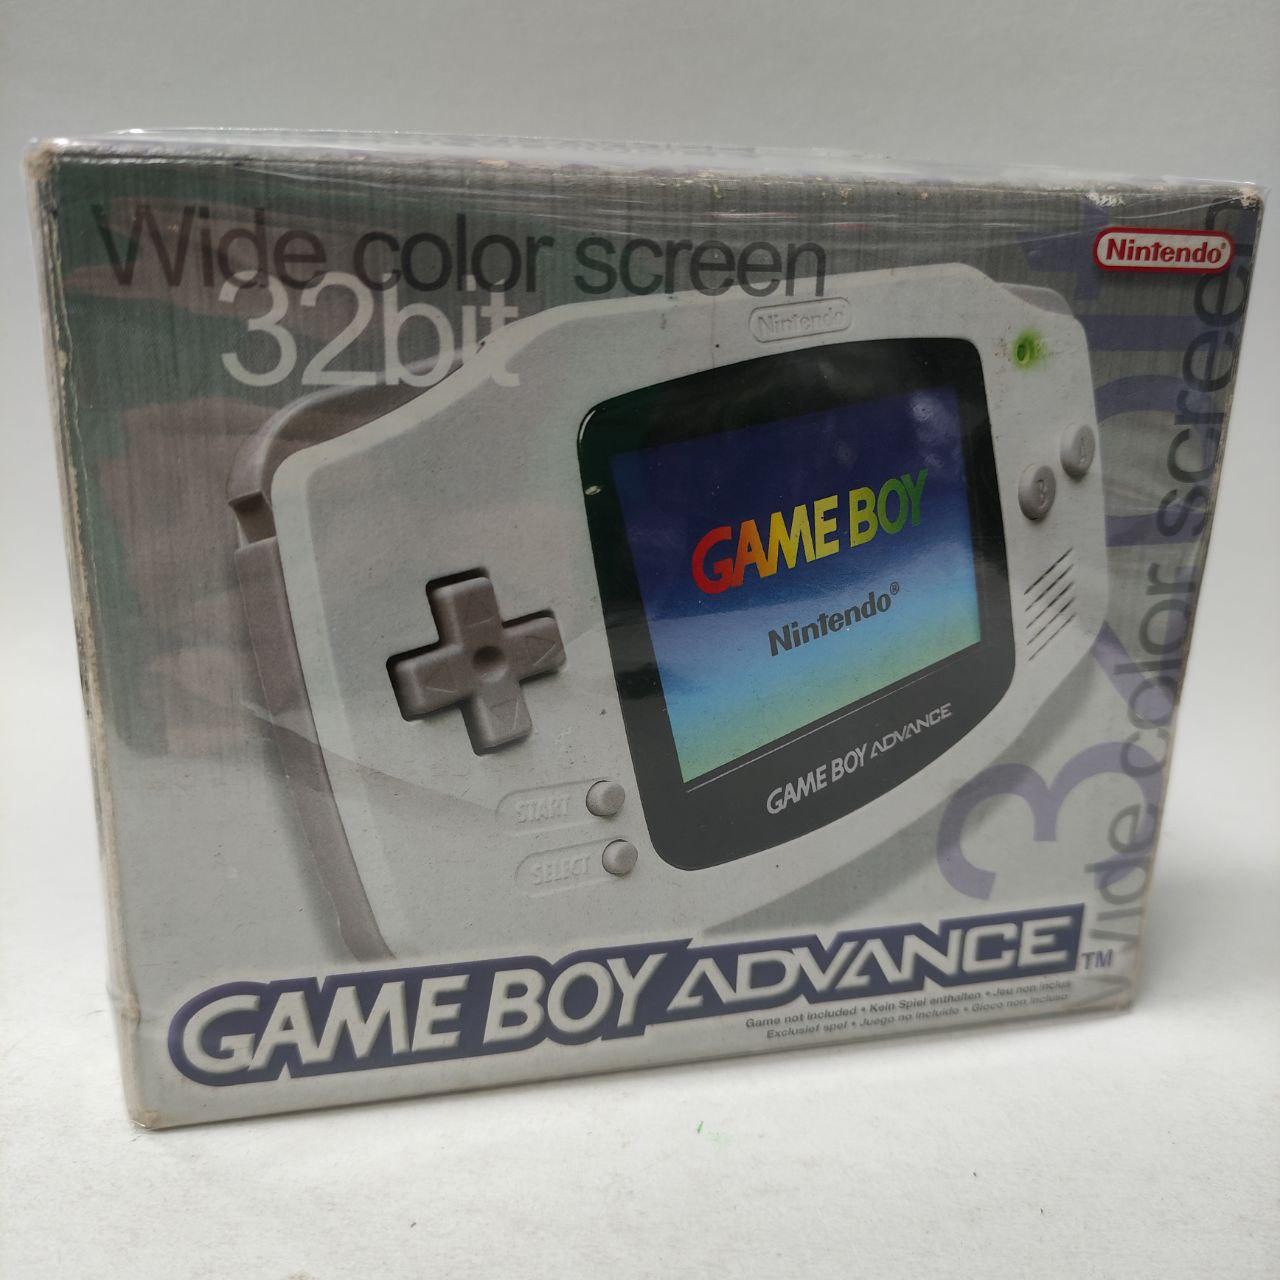 Wide color screen
32bit
Nintendo®
Nintendo
GAME BOY
Nintendo®
GAME BOY ADVANCE
START
SELECT
32bit
Wide color screen
GAME BOY ADVANCE™
Game not included • Kein Spiel enthalten • Jeu non inclus
Exclusief spel • Juego no incluido • Gioco non incluso